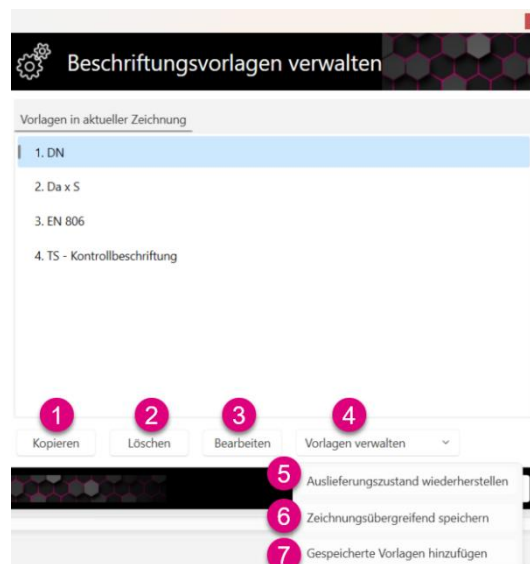 Beschriftungsvorlagen verwalten
Vorlagen in aktueller Zeichnung
1. DN
2. Da x S
3. EN 806
4. TS - Kontrollbeschriftung
1 2 3 4
Kopieren Löschen Bearbeiten Vorlagen verwalten
5 Auslieferungszustand wiederherstellen
6 Zeichnungsübergreifend speichern
7 Gespeicherte Vorlagen hinzufügen